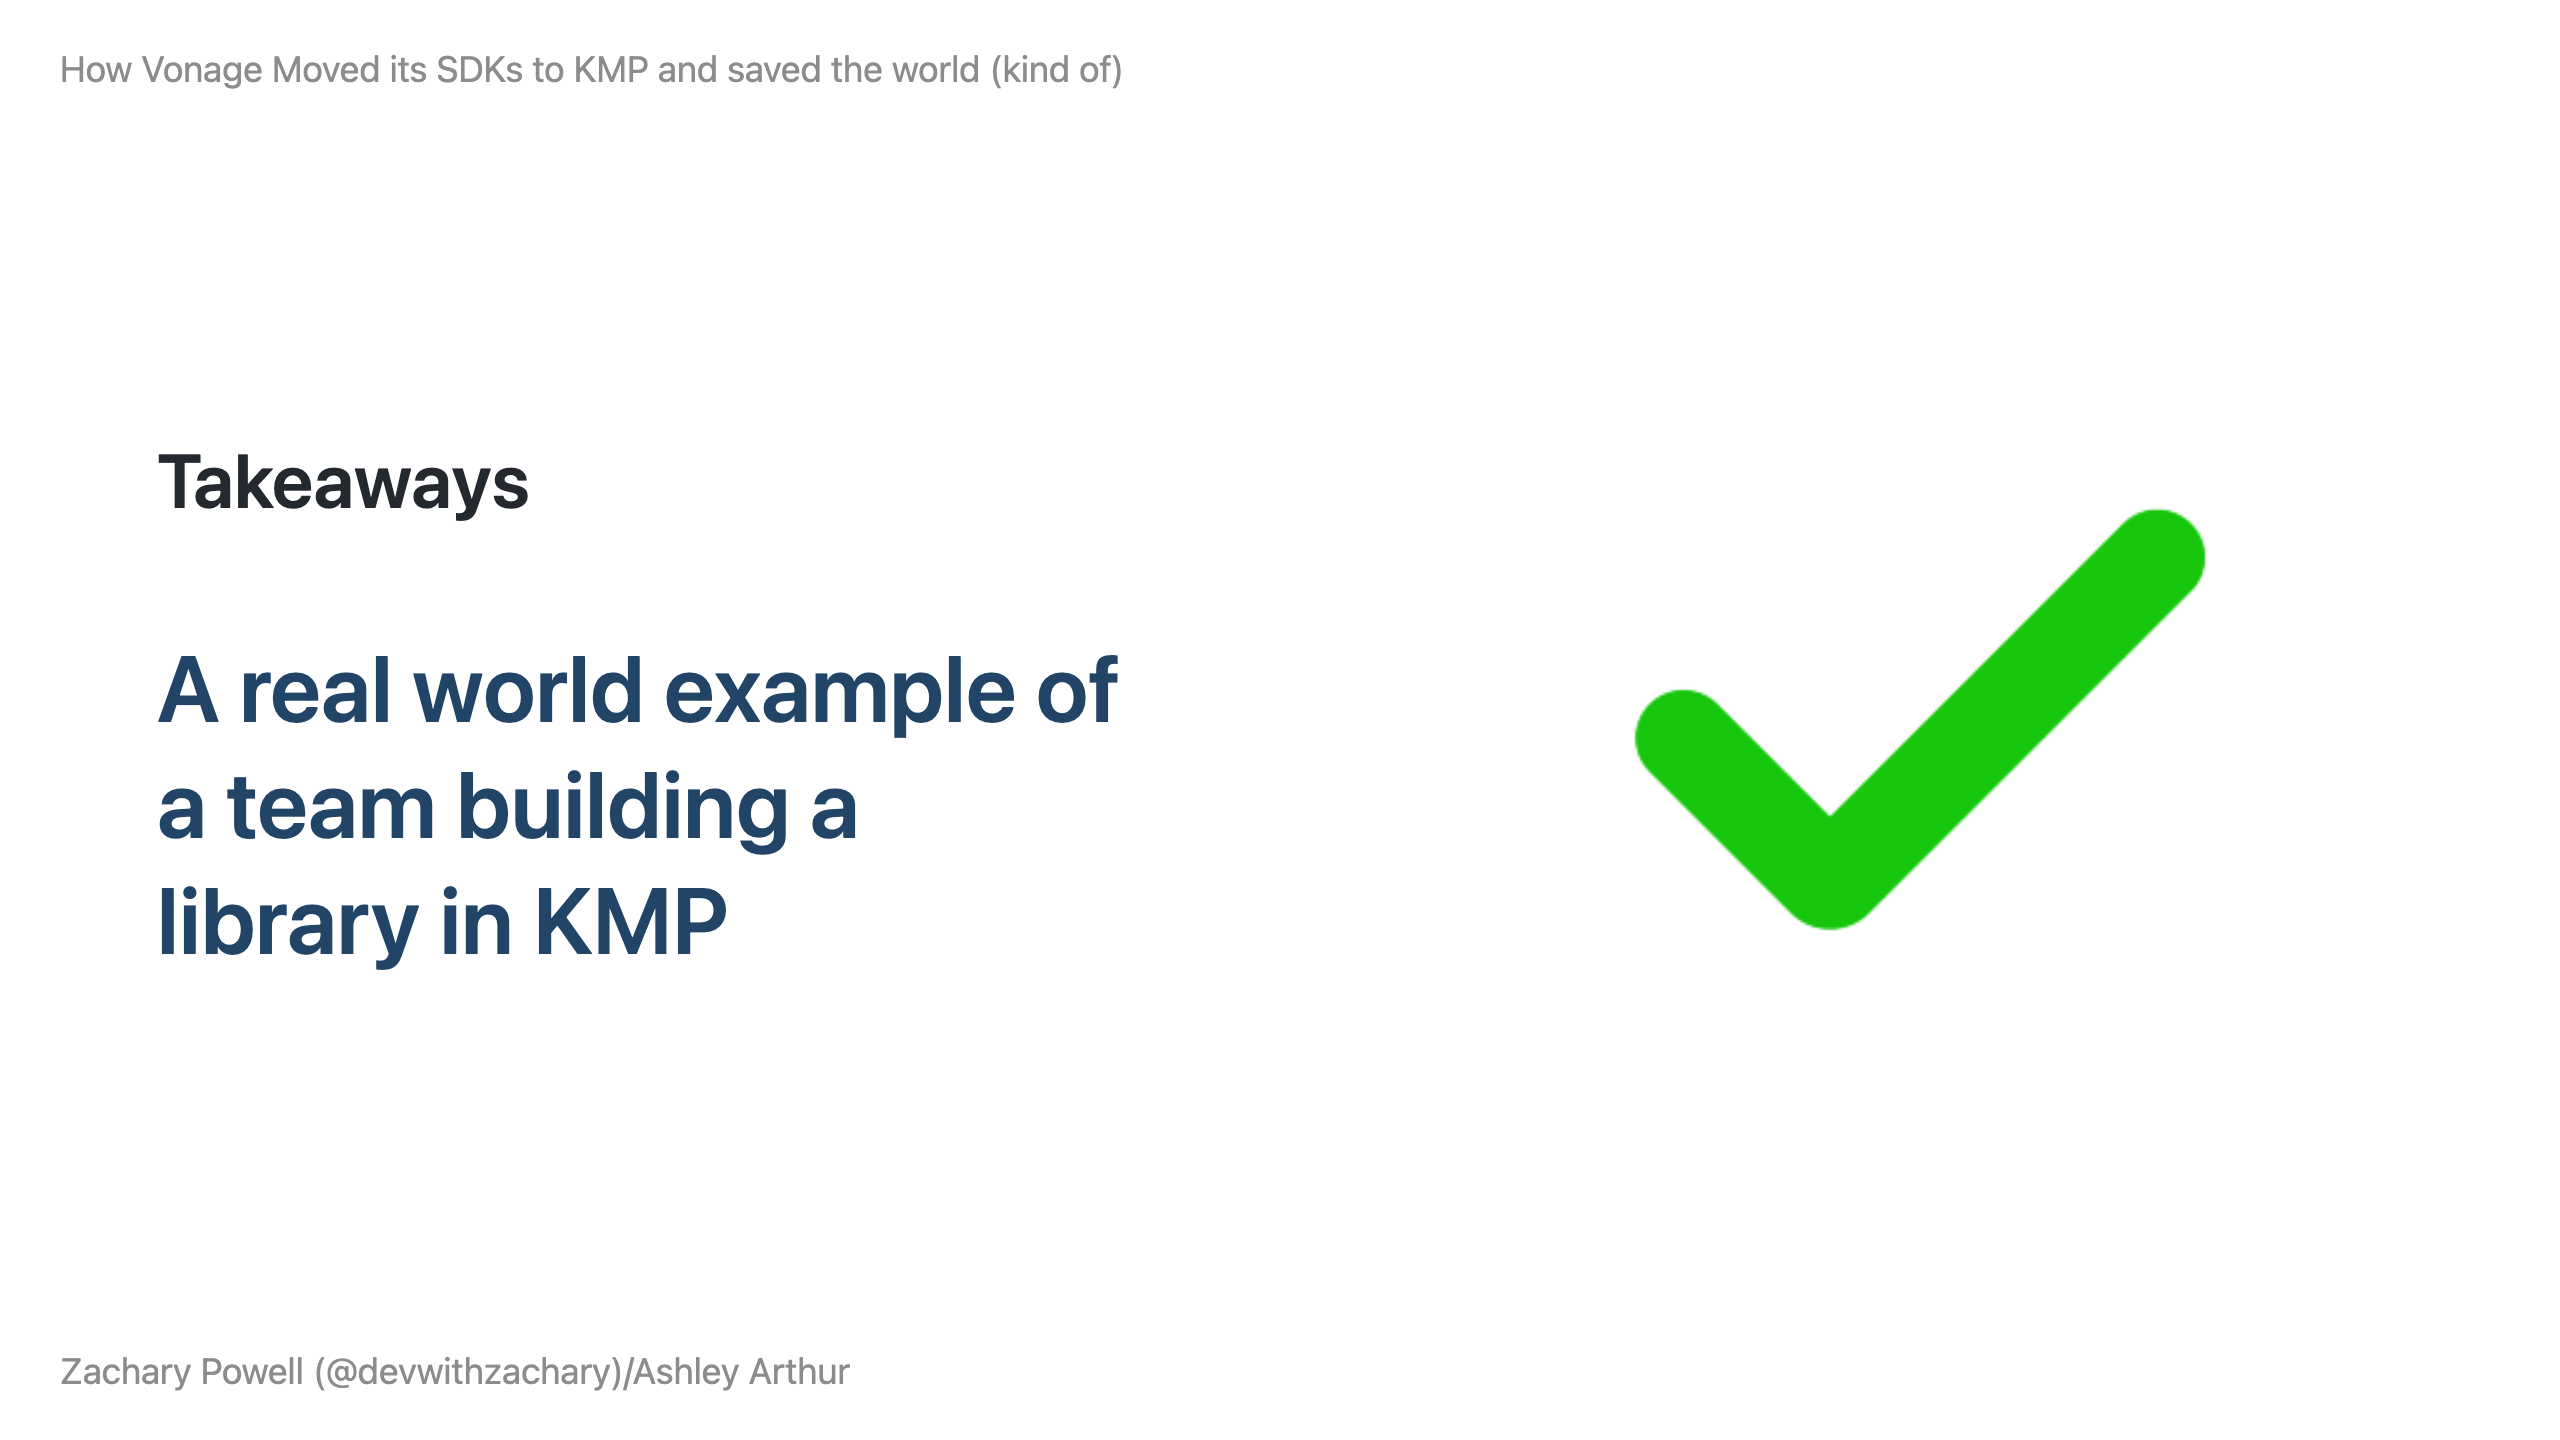 How Vonage Moved its SDKs to KMP and saved the world (kind of)
Takeaways
A real world example of
a team building a
library in KMP
Zachary Powell (@devwithzachary)/Ashley Arthur